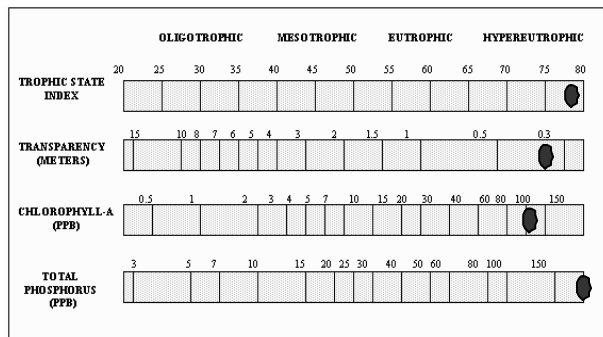 OLIGOTROPHIC MESOTROPHIC EUTROPHIC HYPEREUTROPHIC
20 25 30 35 40 45 50 55 60 65 70 75 80
TROPHIC STATE
INDEX
15 10 8 7 6 5 4 3 2 1.5 1 0.5 0.3
TRANSPARENCY
(METERS)
0.5 1 2 3 4 5 7 10 15 20 30 40 60 80 100 150
CHLOROPHYLL-A
(PPB)
3 5 7 10 15 20 25 30 40 50 60 80 100 150
TOTAL
PHOSPHORUS
(PPB)